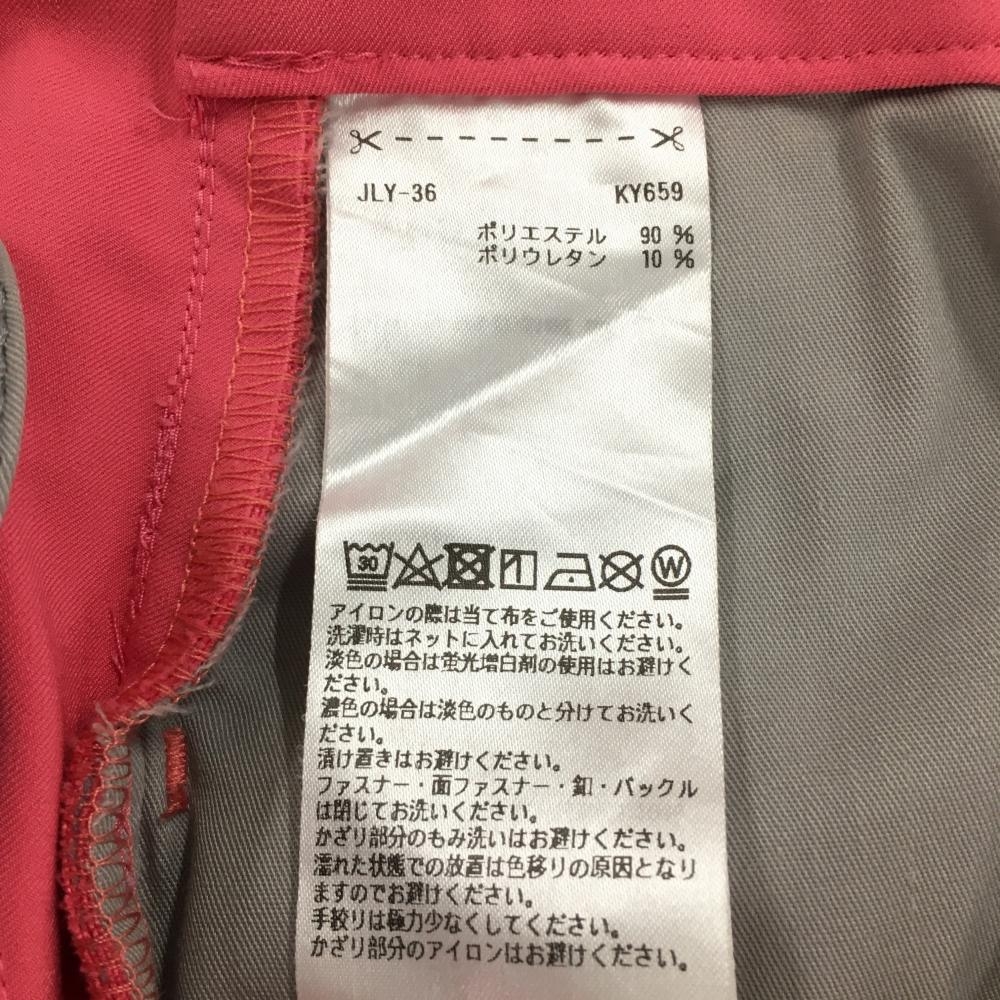 JLY-36 KY659
ポリエステル 90 %
ポリウレタン 10 %
30 W
アイロンの際は当て布をご使用ください。
洗濯時はネットに入れてお洗いください。
淡色の場合は蛍光増白剤の使用はお避けく
ださい。
濃色の場合は淡色のものと分けてお洗いく
ださい。
漬け置きはお避けください。
ファスナー・面ファスナー・釦・バックル
は閉じてお洗いください。
かざり部分のもみ洗いはお避けください。
濡れた状態での放置は色移りの原因となり
ますのでお避けください。
手絞りは極力少なくしてください。
かざり部分のアイロンはお避けください。